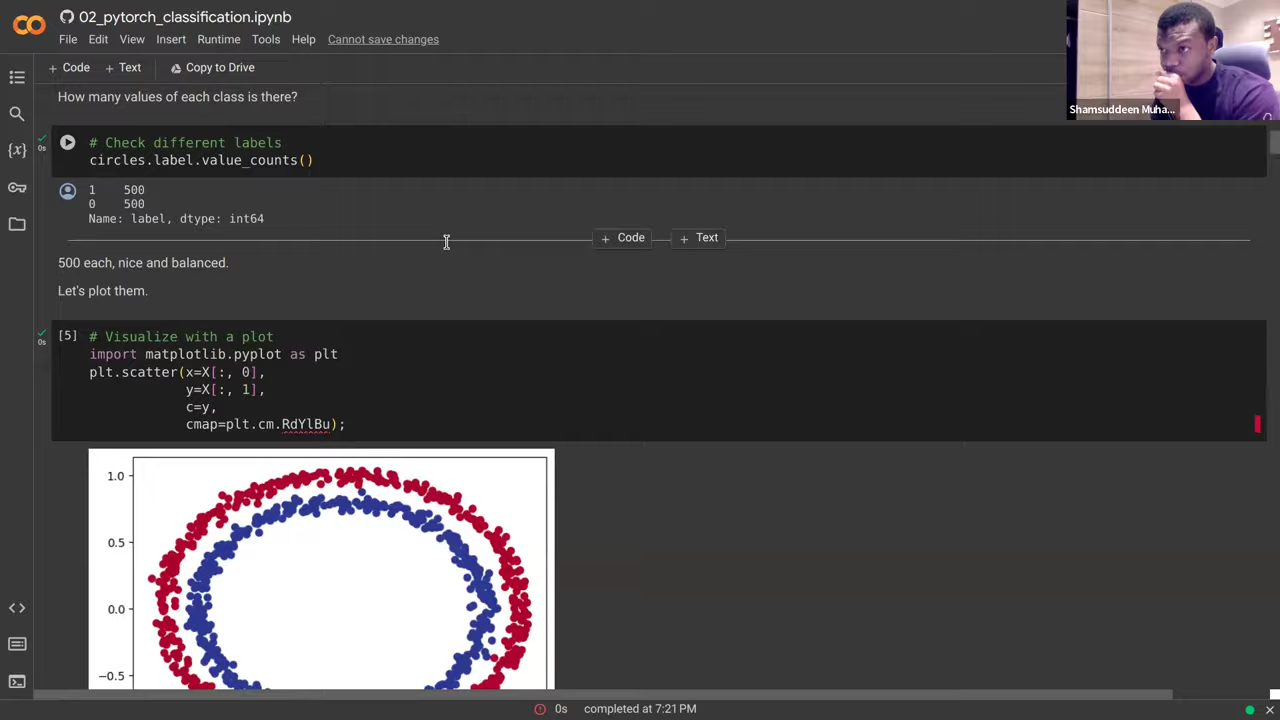 02_pytorch_classification.ipynb
File Edit View Insert Runtime Tools Help Cannot save changes
Shamsuddeen Muha...
+ Code + Text Copy to Drive
How many values of each class is there?
0s
# Check different labels
circles.label.value_counts()
1 500
0 500
Name: label, dtype: int64
+ Code + Text
500 each, nice and balanced.
Let's plot them.
0s
[5] # Visualize with a plot
import matplotlib.pyplot as plt
plt.scatter(x=X[:, 0],
y=X[:, 1],
c=y,
cmap=plt.cm.RdYlBu);
1.0
0.5
0.0
−0.5
0s completed at 7:21 PM